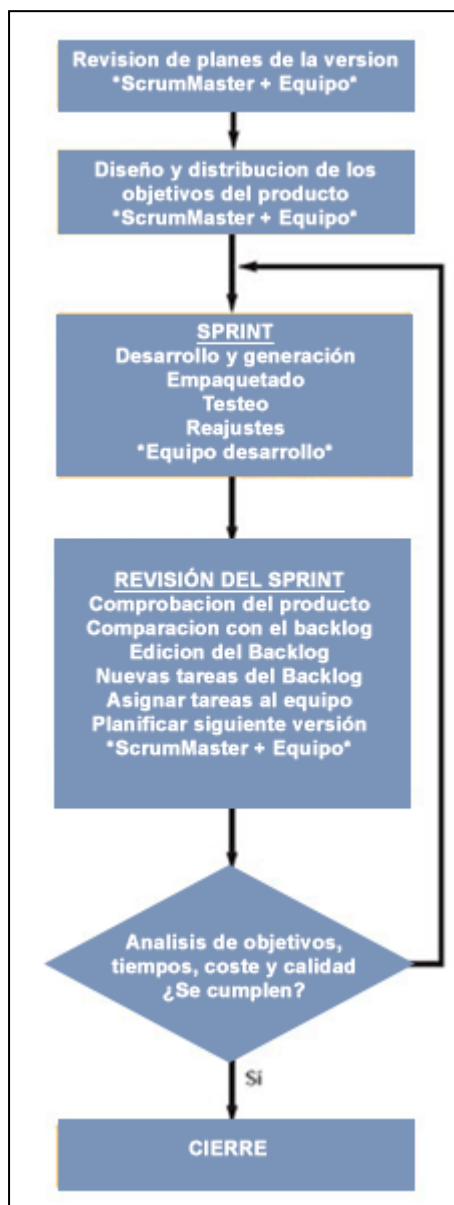 Revision de planes de la version
*ScrumMaster + Equipo*
Diseño y distribucion de los
objetivos del producto
*ScrumMaster + Equipo*
SPRINT
Desarrollo y generación
Empaquetado
Testeo
Reajustes
*Equipo desarrollo*
REVISIÓN DEL SPRINT
Comprobacion del producto
Comparacion con el backlog
Edicion del Backlog
Nuevas tareas del Backlog
Asignar tareas al equipo
Planificar siguiente versión
*ScrumMaster + Equipo*
Analisis de objetivos,
tiempos, coste y calidad
¿Se cumplen?
Sí
CIERRE